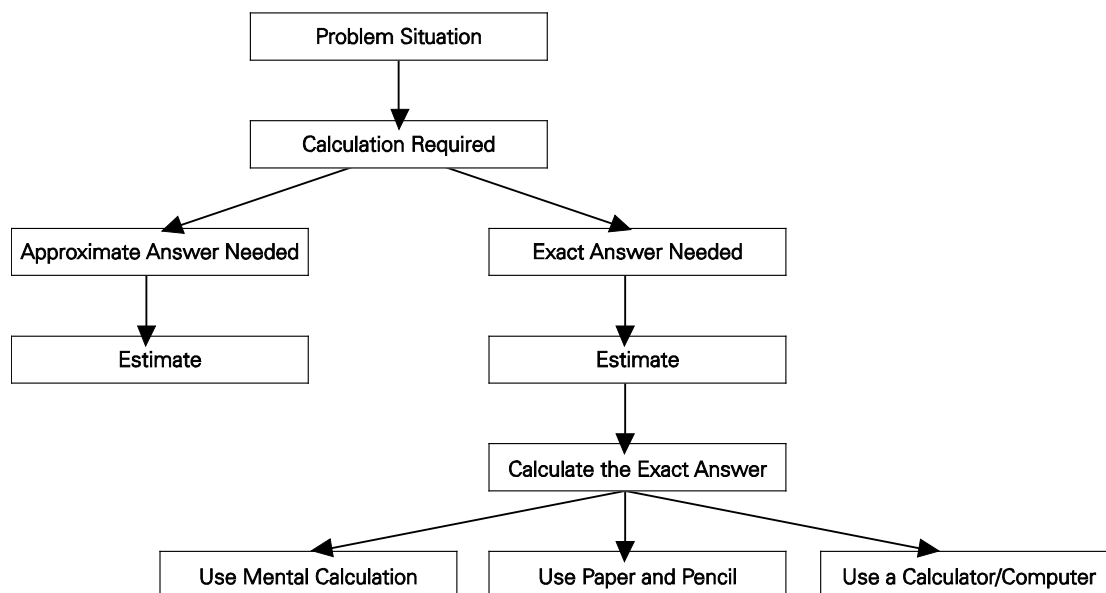 Problem Situation
Calculation Required
Approximate Answer Needed
Exact Answer Needed
Estimate
Estimate
Calculate the Exact Answer
Use Mental Calculation
Use Paper and Pencil
Use a Calculator/Computer